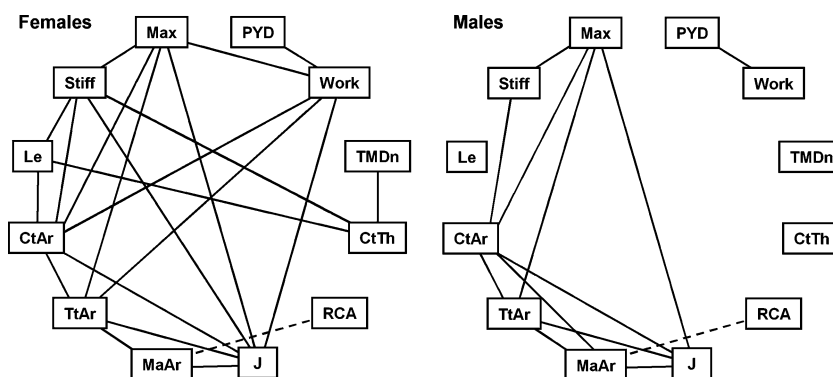 Females
Max
PYD
Stiff
Work
Le
TMDn
CtAr
CtTh
TtAr
RCA
MaAr
J
Males
Max
PYD
Stiff
Work
Le
TMDn
CtAr
CtTh
TtAr
RCA
MaAr
J